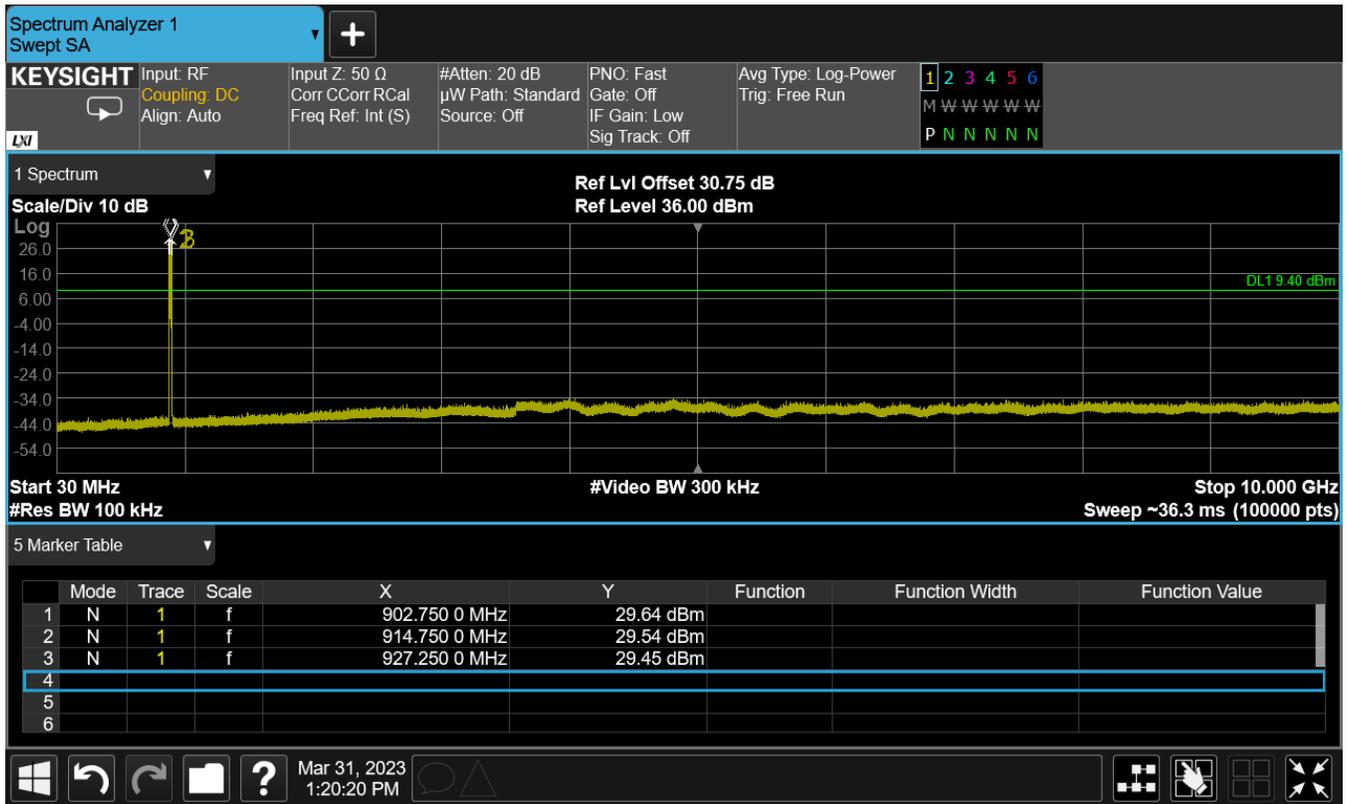 Spectrum Analyzer 1
Swept SA
KEYSIGHT
LXI
Input: RF
Coupling: DC
Align: Auto
Input Z: 50 Ω
Corr CCorr RCal
Freq Ref: Int (S)
#Atten: 20 dB
µW Path: Standard
Source: Off
PNO: Fast
Gate: Off
IF Gain: Low
Sig Track: Off
Avg Type: Log-Power
Trig: Free Run
1 2 3 4 5 6
M W W W W W
P N N N N N
1 Spectrum
Scale/Div 10 dB
Ref Lvl Offset 30.75 dB
Ref Level 36.00 dBm
Log
26.0
16.0
6.00
-4.00
-14.0
-24.0
-34.0
-44.0
-54.0
DL1 9.40 dBm
Start 30 MHz
#Video BW 300 kHz
Stop 10.000 GHz
#Res BW 100 kHz
Sweep ~36.3 ms (100000 pts)
5 Marker Table
Mode Trace Scale X Y Function Function Width Function Value
1 N 1 f 902.750 0 MHz 29.64 dBm
2 N 1 f 914.750 0 MHz 29.54 dBm
3 N 1 f 927.250 0 MHz 29.45 dBm
4
5
6
?
Mar 31, 2023
1:20:20 PM